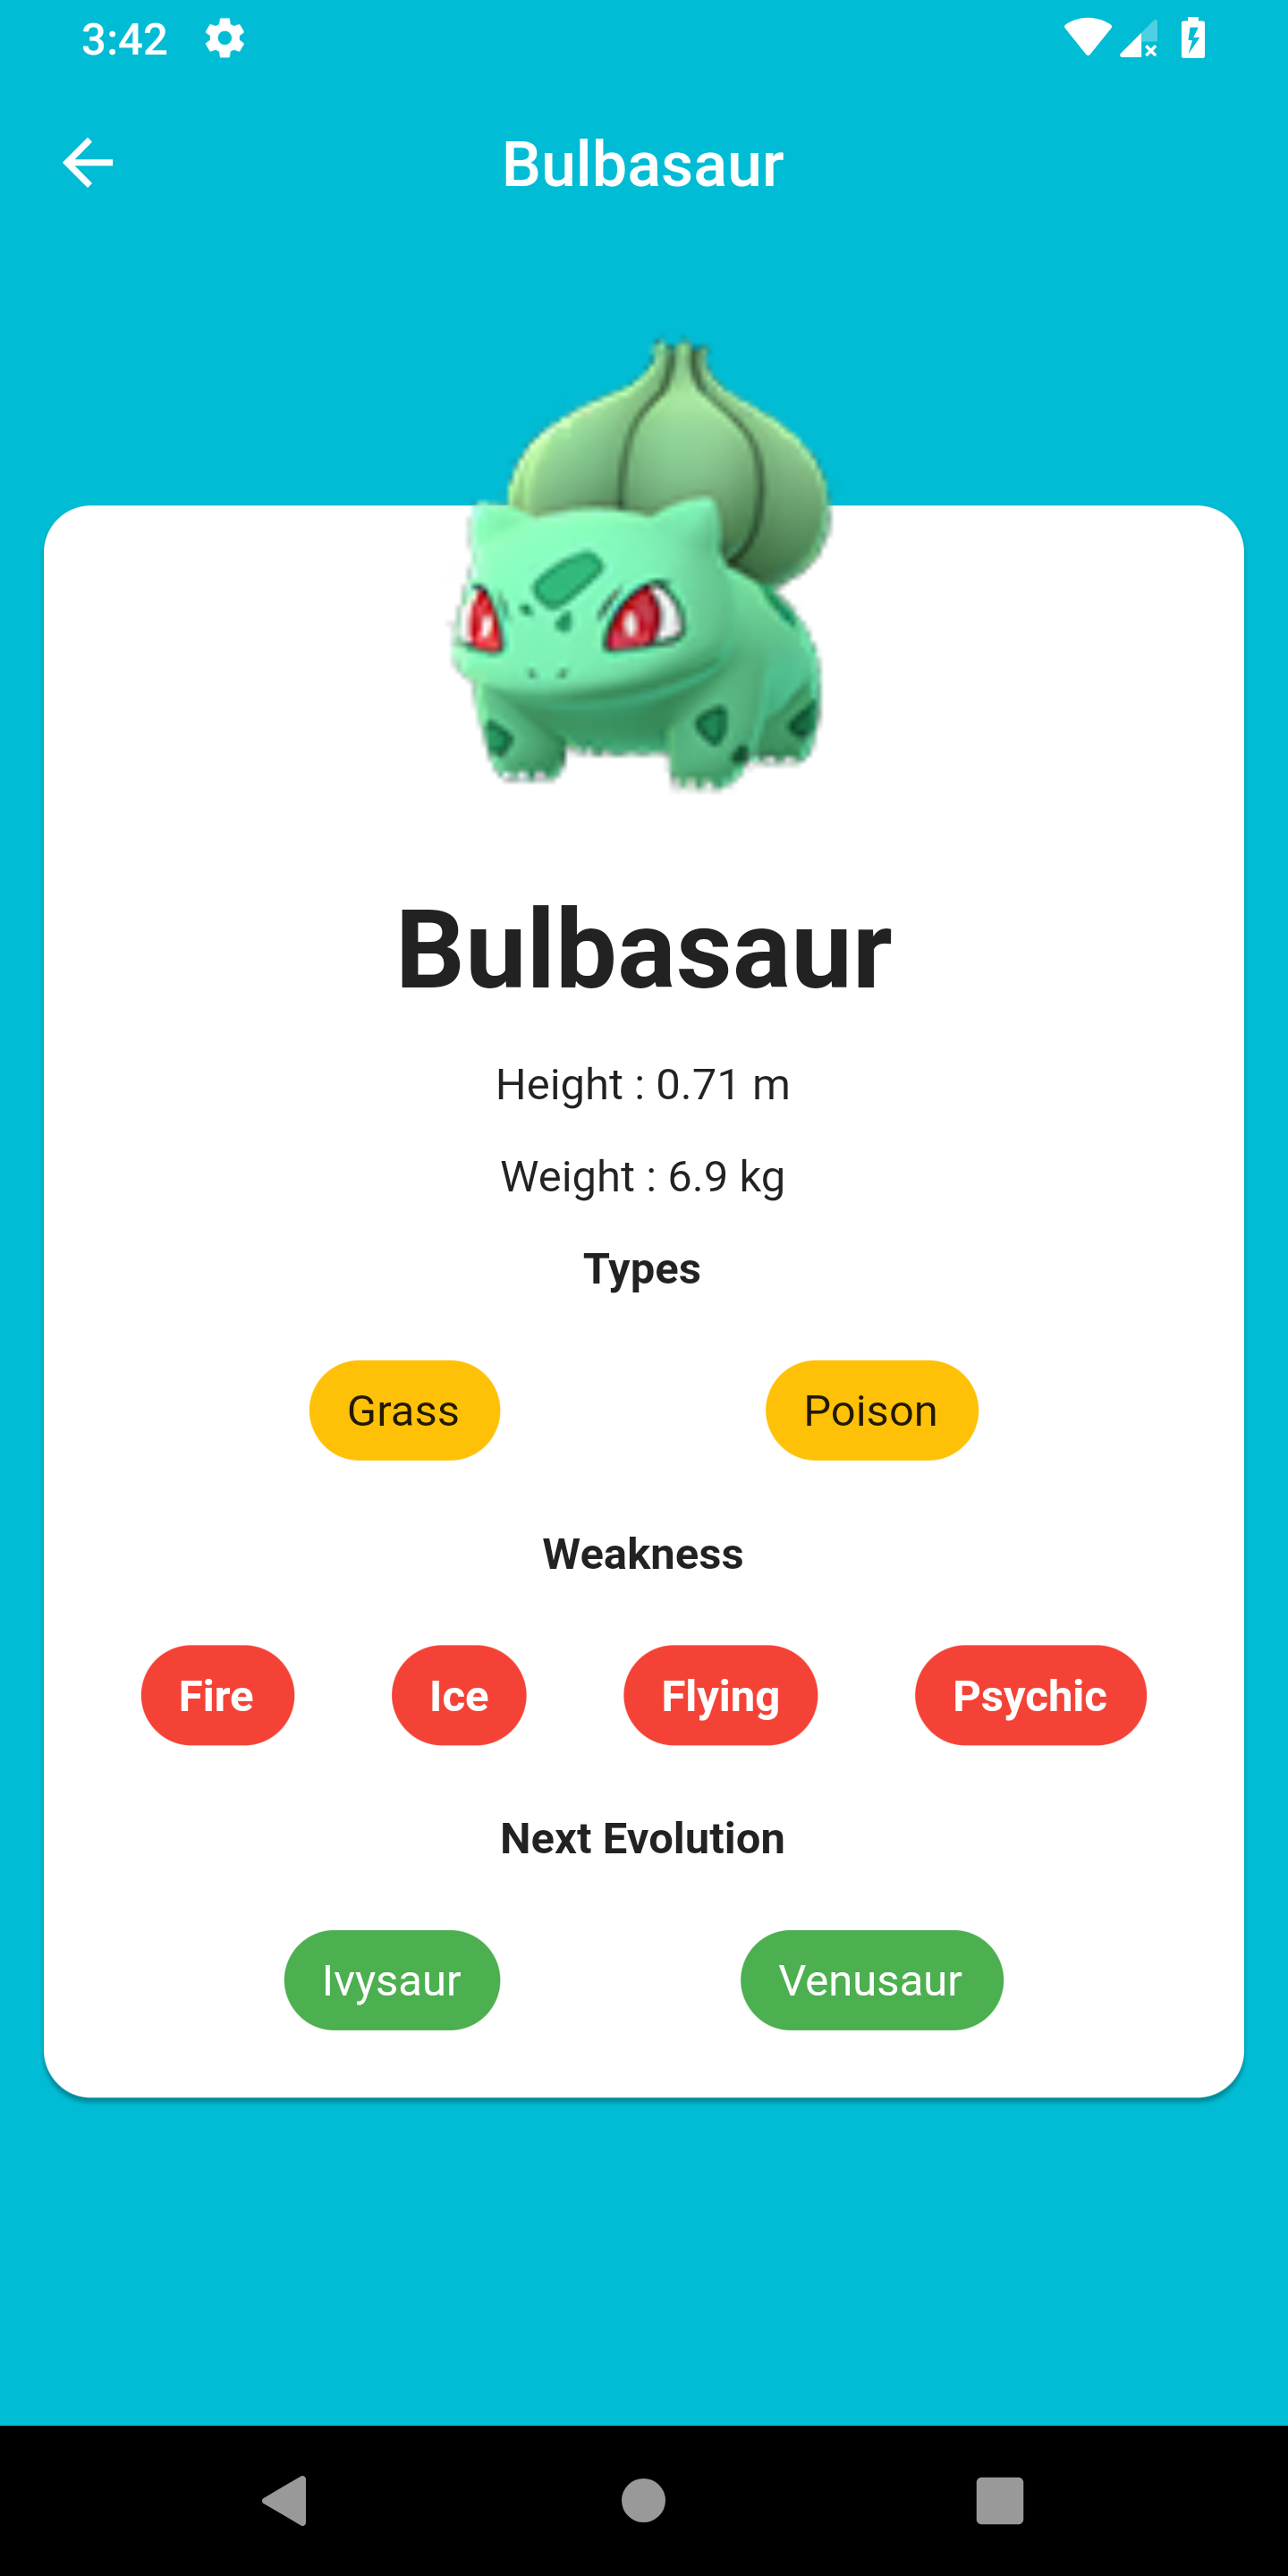 3:42
Bulbasaur
Bulbasaur
Height : 0.71 m
Weight : 6.9 kg
Types
Grass Poison
Weakness
Fire Ice Flying Psychic
Next Evolution
Ivysaur Venusaur